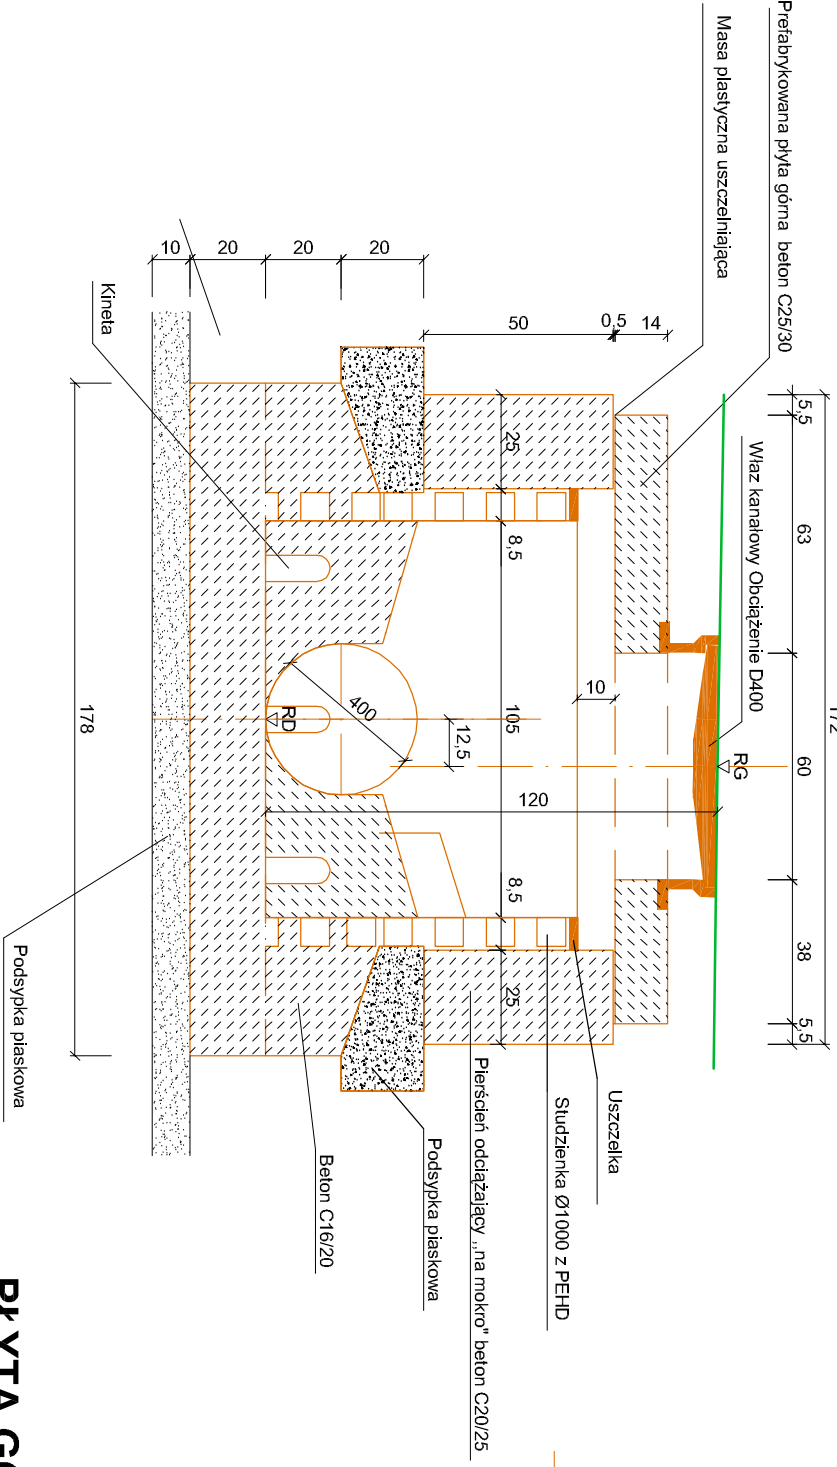 Prefabrykowana płyta górna beton C25/30
Masa plastyczna uszczelniająca
Właz kanałowy Obciążenie D400
172
5,5
63
60
38
5,5
RG
14
0,5
50
20
20
20
10
10
120
25
8,5
105
8,5
25
12,5
400
RD
Kineta
178
Uszczelka
Studzienka Ø1000 z PEHD
Pierścień odciążający ,,na mokro" beton C20/25
Podsypka piaskowa
Beton C16/20
Podsypka piaskowa
PŁYTA